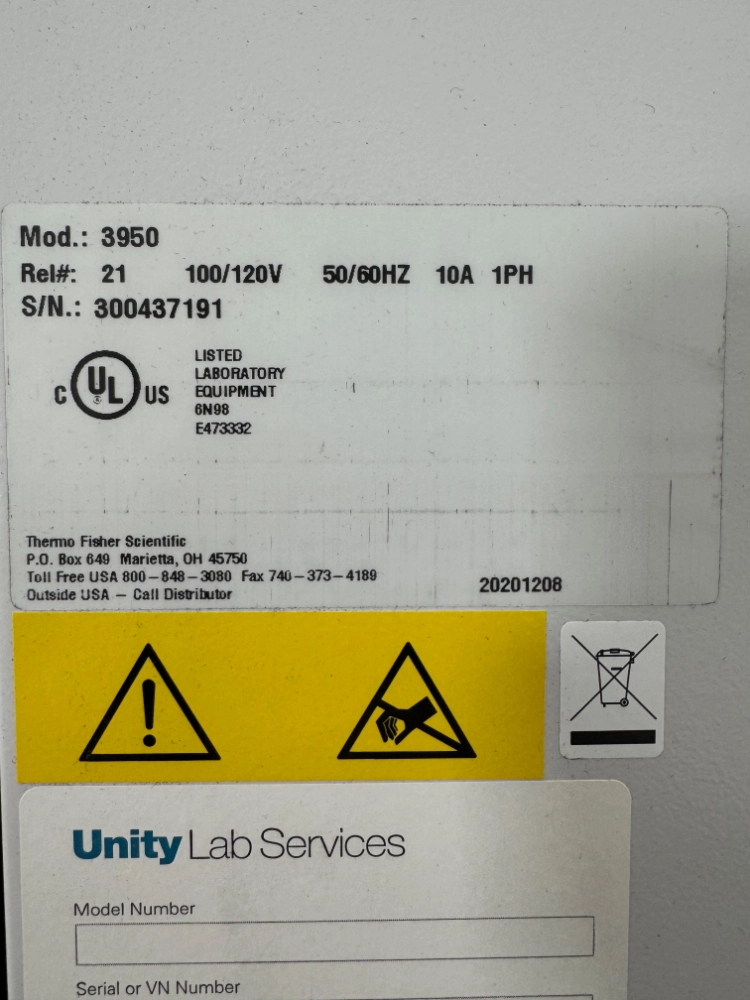 Mod.: 3950
Rel#: 21 100/120V 50/60HZ 10A 1PH
S/N.: 300437191
C UL US
LISTED
LABORATORY
EQUIPMENT
6N98
E473332
Thermo Fisher Scientific
P.O. Box 649 Marietta, OH 45750
Toll Free USA 800-848-3080 Fax 740-373-4189
Outside USA - Call Distributor
20201208
Unity Lab Services
Model Number
Serial or VN Number